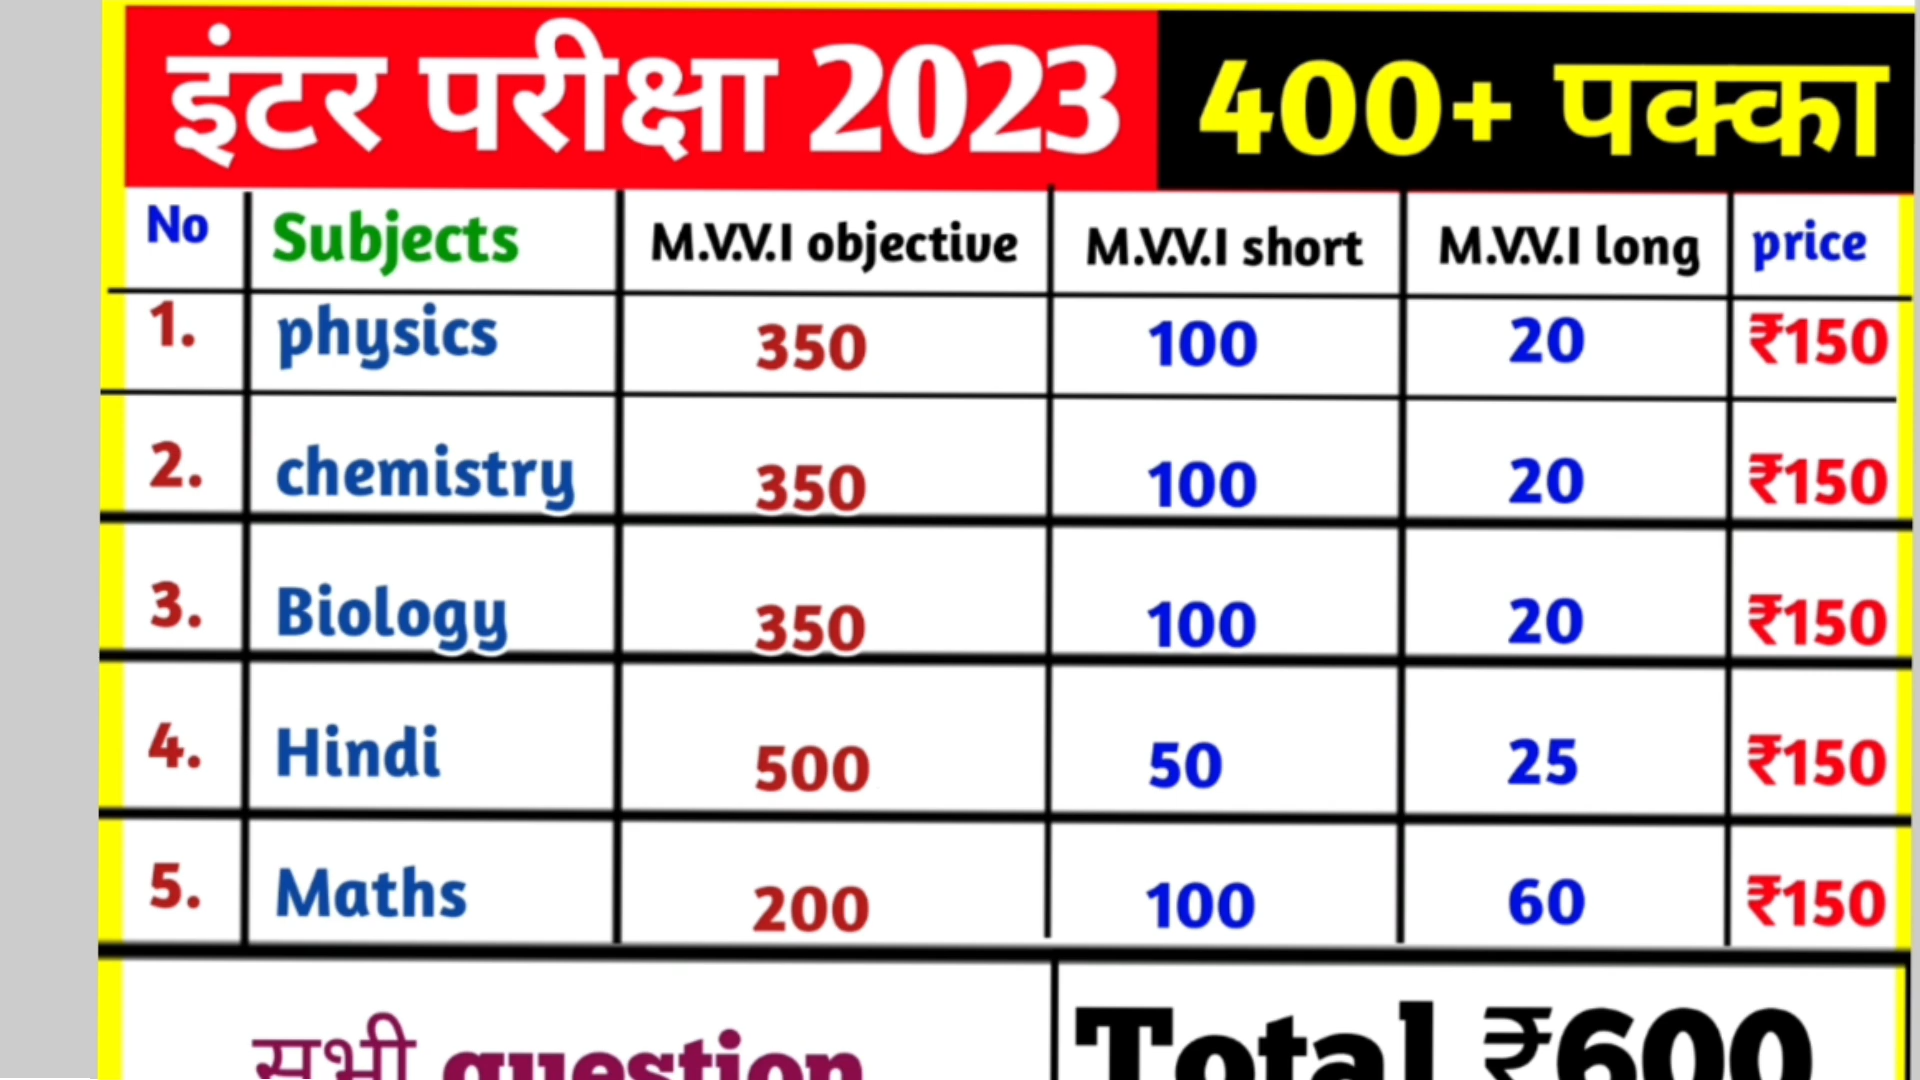 इंटर परीक्षा 2023 400+ पक्का
No Subjects M.V.V.I objective M.V.V.I short M.V.V.I long price
1. physics 350 100 20 ₹150
2. chemistry 350 100 20 ₹150
3. Biology 350 100 20 ₹150
4. Hindi 500 50 25 ₹150
5. Maths 200 100 60 ₹150
सभी question Total ₹600